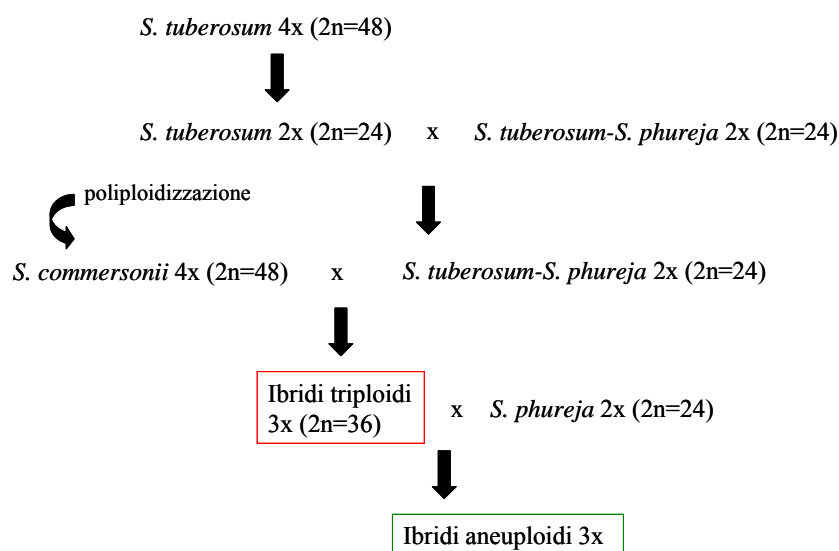 S. tuberosum 4x (2n=48)
S. tuberosum 2x (2n=24) x S. tuberosum-S. phureja 2x (2n=24)
poliploidizzazione
S. commersonii 4x (2n=48) x S. tuberosum-S. phureja 2x (2n=24)
Ibridi triploidi
3x (2n=36) x S. phureja 2x (2n=24)
Ibridi aneuploidi 3x